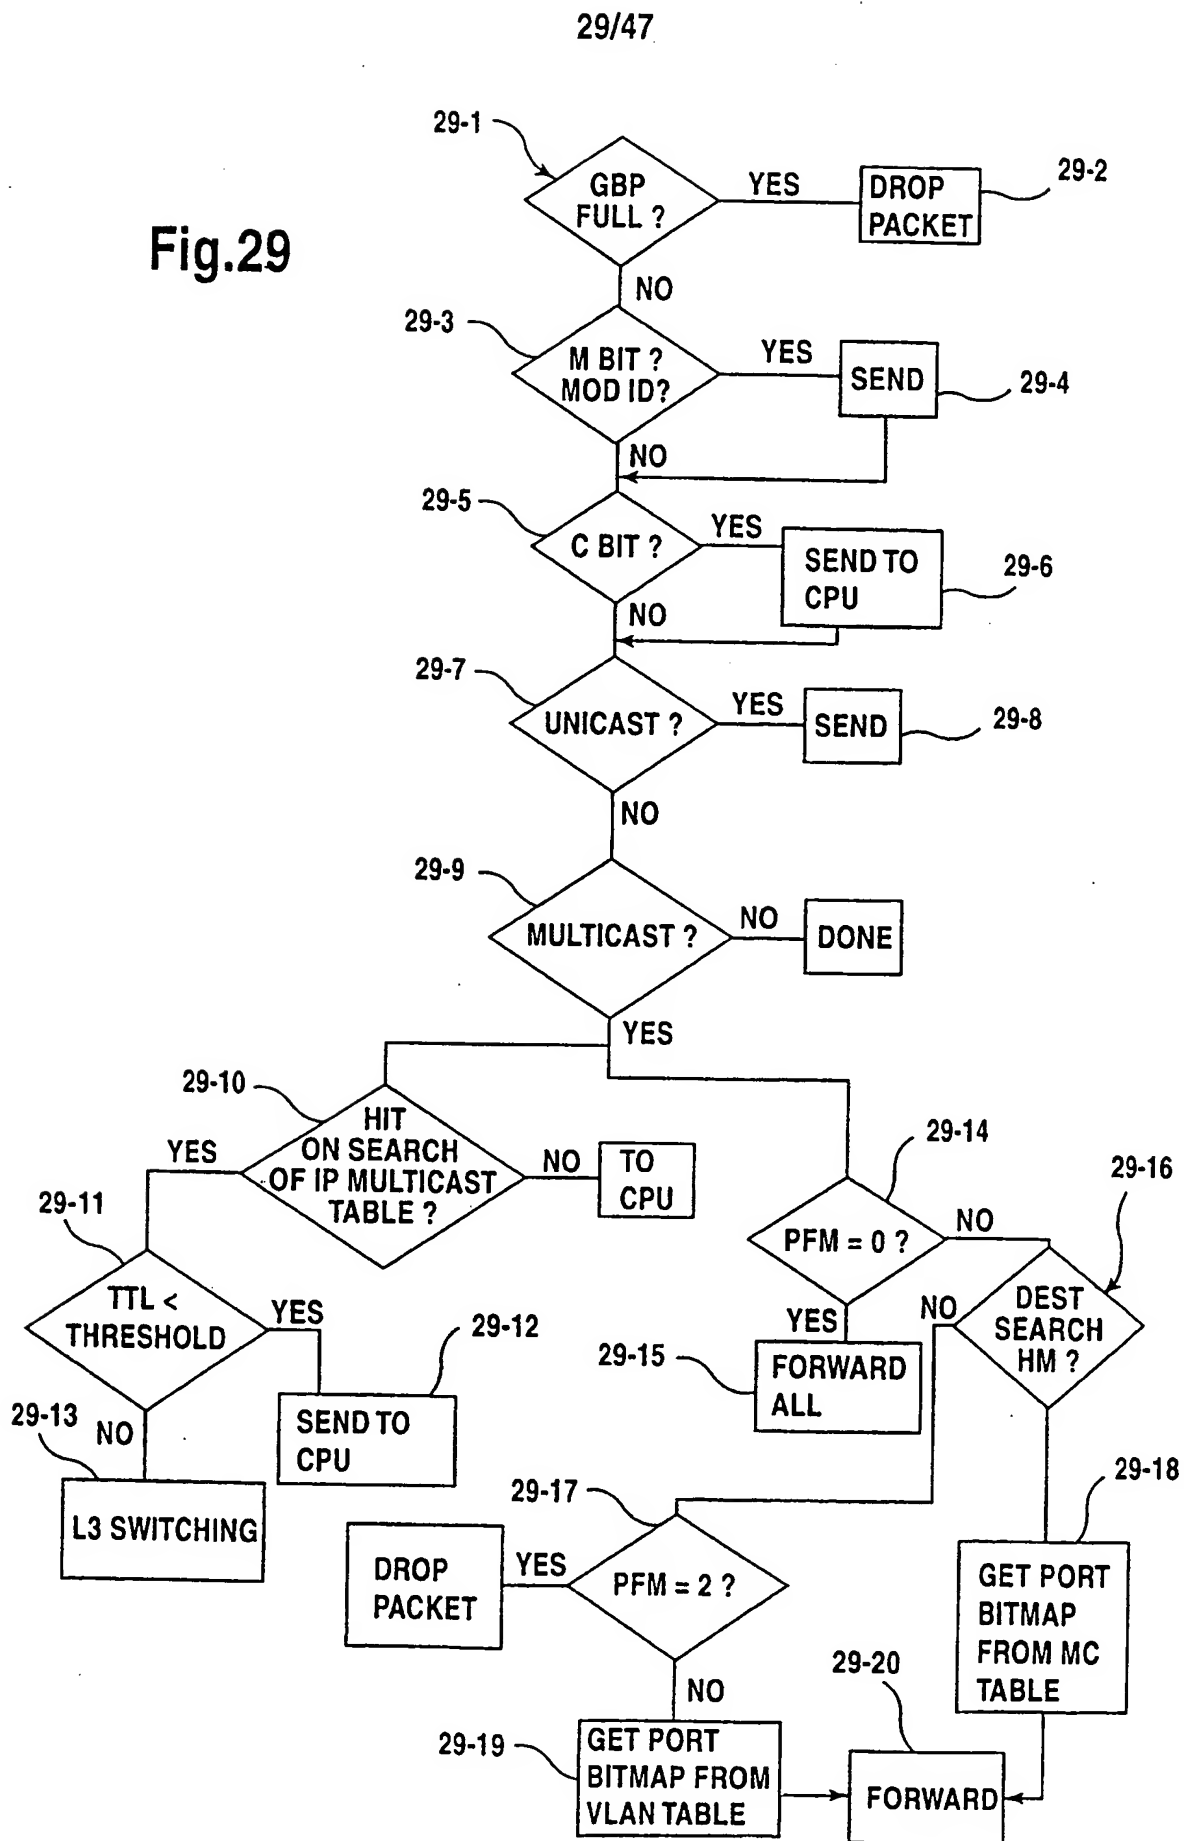 29/47
Fig.29
29-1
GBP
FULL ?
YES
DROP
PACKET
29-2
NO
29-3
M BIT ?
MOD ID?
YES
SEND
29-4
NO
29-5
C BIT ?
YES
SEND TO
CPU
29-6
NO
29-7
UNICAST ?
YES
SEND
29-8
NO
29-9
MULTICAST ?
NO
DONE
YES
29-10
HIT
ON SEARCH
OF IP MULTICAST
TABLE ?
YES
NO
TO
CPU
29-11
TTL <
THRESHOLD
YES
29-12
SEND TO
CPU
29-13
NO
L3 SWITCHING
29-14
PFM = 0 ?
NO
YES
29-15
FORWARD
ALL
29-16
DEST
SEARCH
HM ?
NO
29-17
PFM = 2 ?
YES
DROP
PACKET
NO
29-18
GET PORT
BITMAP
FROM MC
TABLE
29-19
GET PORT
BITMAP FROM
VLAN TABLE
29-20
FORWARD